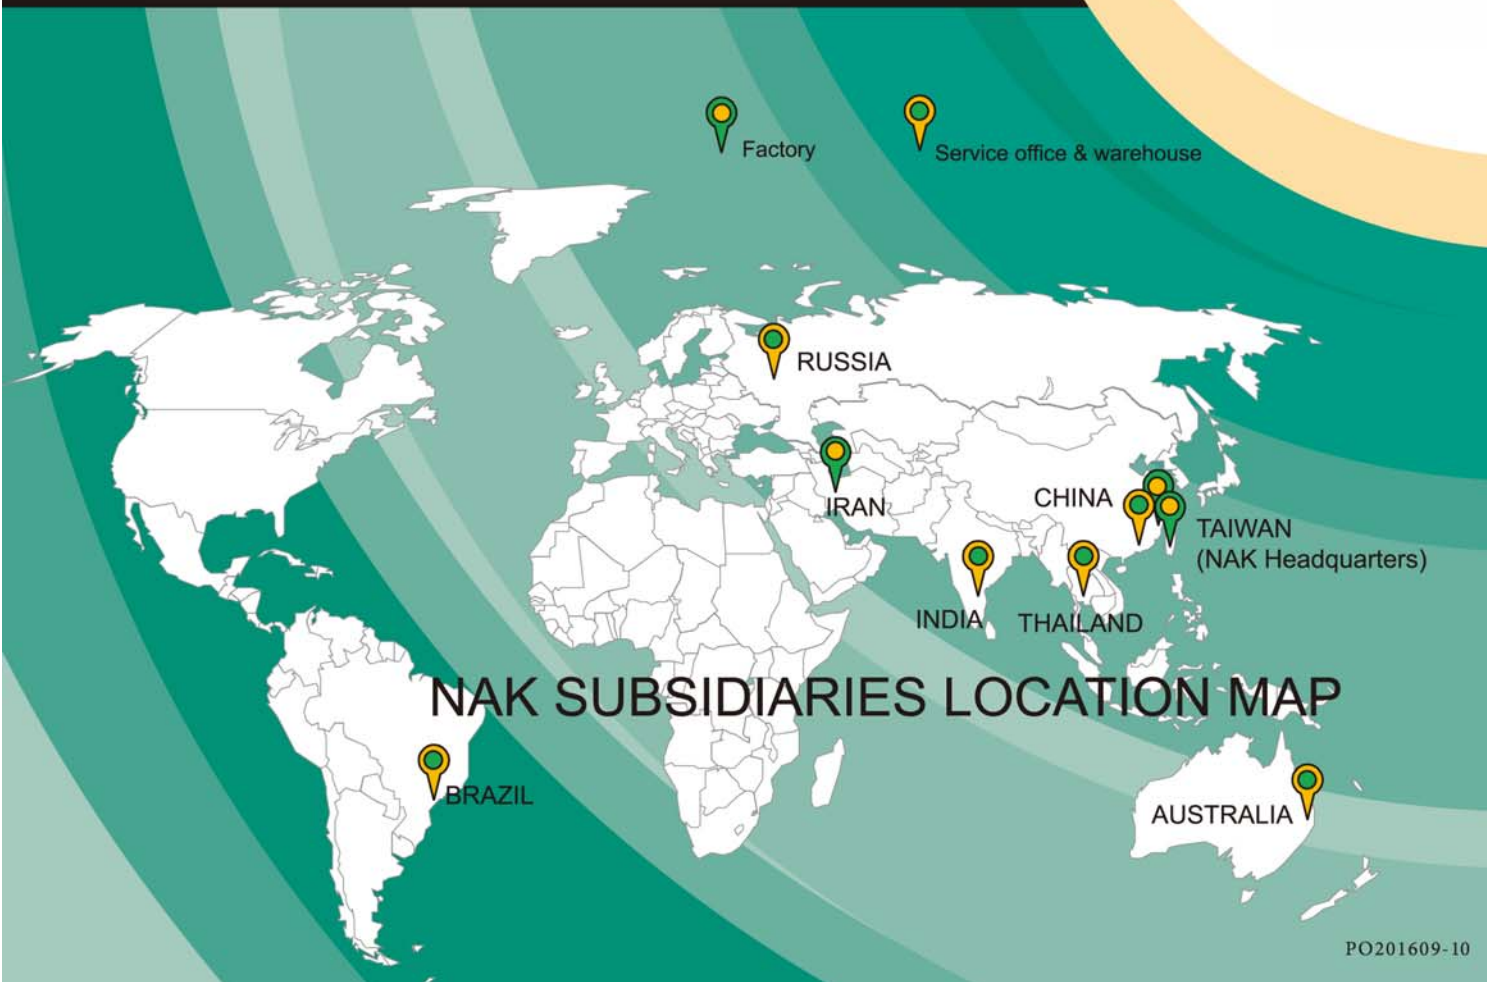 Factory
Service office & warehouse
RUSSIA
IRAN
CHINA
TAIWAN
(NAK Headquarters)
INDIA
THAILAND
NAK SUBSIDIARIES LOCATION MAP
BRAZIL
AUSTRALIA
PO201609-10